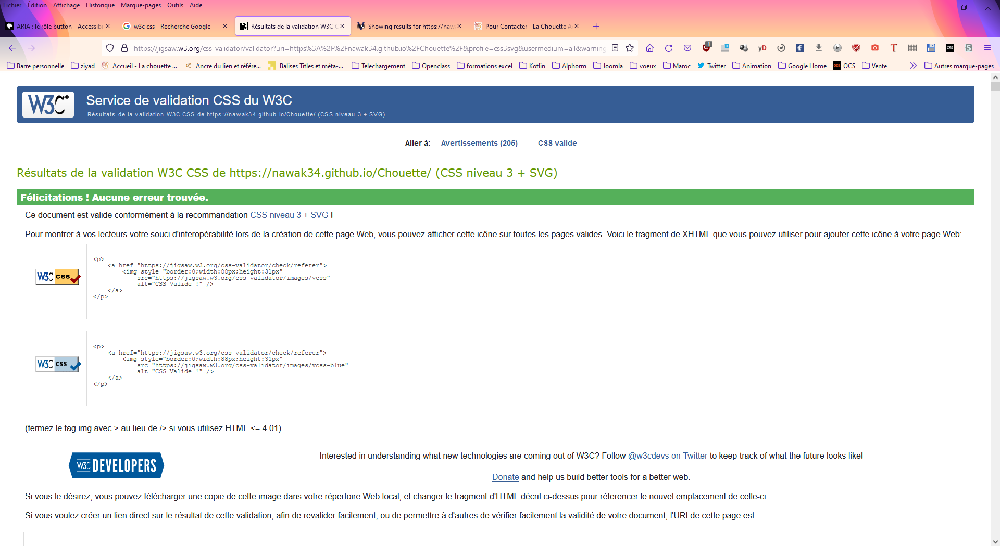 Fichier Édition Affichage Historique Marque-pages Outils Aide
ARIA : le rôle button - Accessibi
w3c css - Recherche Google
Résultats de la validation W3C C
Showing results for https://naw
Pour Contacter - La Chouette A
https://jigsaw.w3.org/css-validator/validator?uri=https%3A%2F%2Fnawak34.github.io%2FChouette%2F&profile=css3svg&usermedium=all&warning
1
yD
T
CSS
S
Barre personnelle ziyad Accueil - La chouette ... Ancre du lien et référe... Balises Titles et méta-... Telechargement Openclass formations excel Kotlin Alphorm Joomla voeux Maroc Twitter Animation Google Home OCS OCS Vente Autres marque-pages
W3C®
Service de validation CSS du W3C
Résultats de la validation W3C CSS de https://nawak34.github.io/Chouette/ (CSS niveau 3 + SVG)
Aller à: Avertissements (205) CSS valide
Résultats de la validation W3C CSS de https://nawak34.github.io/Chouette/ (CSS niveau 3 + SVG)
Félicitations ! Aucune erreur trouvée.
Ce document est valide conformément à la recommandation CSS niveau 3 + SVG !
Pour montrer à vos lecteurs votre souci d'interopérabilité lors de la création de cette page Web, vous pouvez afficher cette icône sur toutes les pages valides. Voici le fragment de XHTML que vous pouvez utiliser pour ajouter cette icône à votre page Web:
W3C css
<p>
<a href="https://jigsaw.w3.org/css-validator/check/referer">
<img style="border:0;width:88px;height:31px"
src="https://jigsaw.w3.org/css-validator/images/vcss"
alt="CSS Valide !" />
</a>
</p>
W3C css
<p>
<a href="https://jigsaw.w3.org/css-validator/check/referer">
<img style="border:0;width:88px;height:31px"
src="https://jigsaw.w3.org/css-validator/images/vcss-blue"
alt="CSS Valide !" />
</a>
</p>
(fermez le tag img avec > au lieu de /> si vous utilisez HTML <= 4.01)
W3C DEVELOPERS
Interested in understanding what new technologies are coming out of W3C? Follow @w3cdevs on Twitter to keep track of what the future looks like!
Donate and help us build better tools for a better web.
Si vous le désirez, vous pouvez télécharger une copie de cette image dans votre répertoire Web local, et changer le fragment d'HTML décrit ci-dessus pour réferencer le nouvel emplacement de celle-ci.
Si vous voulez créer un lien direct sur le résultat de cette validation, afin de revalider facilement, ou de permettre à d'autres de vérifier facilement la validité de votre document, l'URI de cette page est :